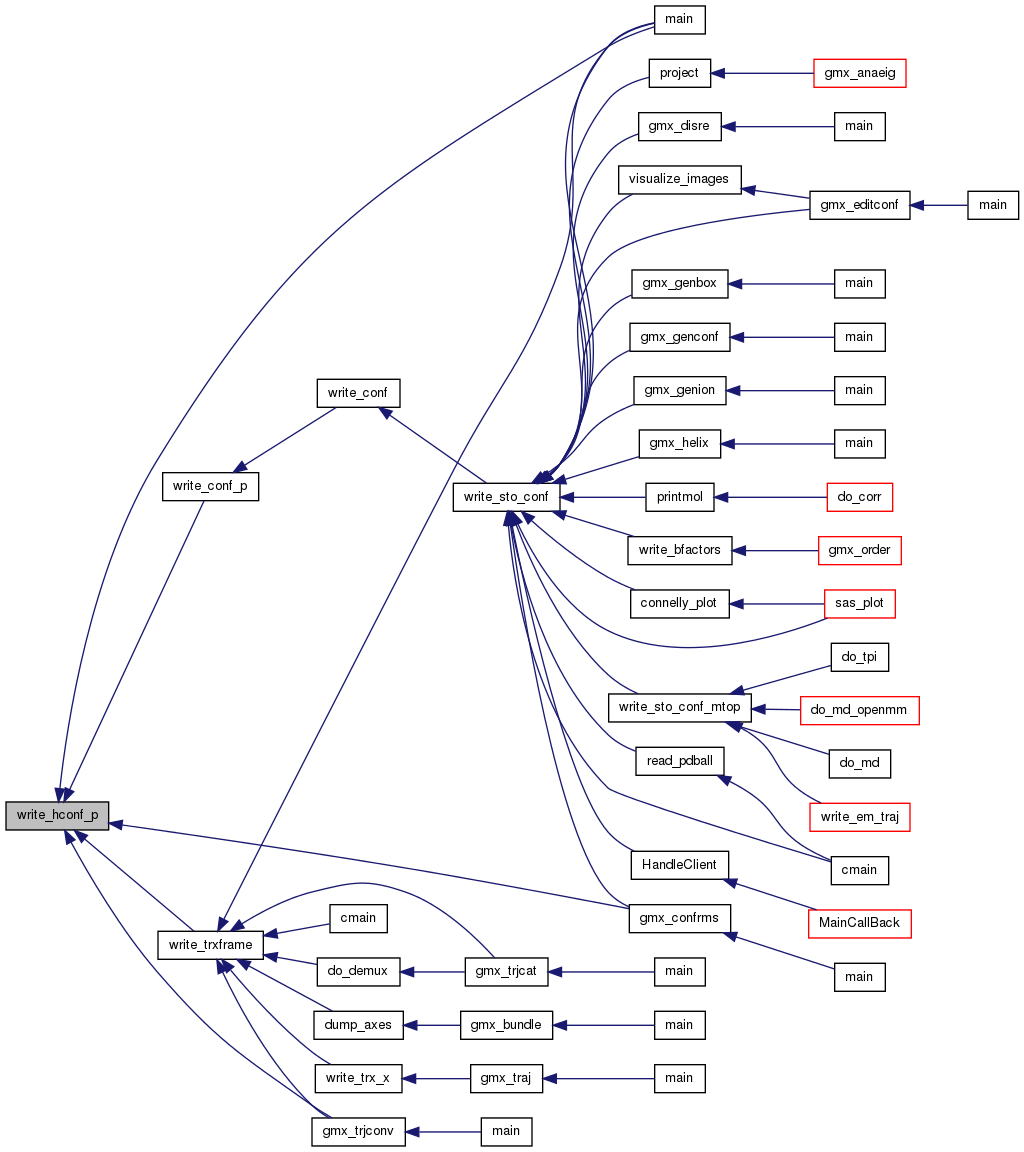 main
project
gmx_anaeig
gmx_disre
main
visualize_images
gmx_editconf
main
gmx_genbox
main
gmx_genconf
main
write_conf
gmx_genion
main
gmx_helix
main
write_conf_p
write_sto_conf
printmol
do_corr
write_bfactors
gmx_order
connelly_plot
sas_plot
do_tpi
write_sto_conf_mtop
do_md_openmm
read_pdball
do_md
write_hconf_p
write_em_traj
HandleClient
cmain
cmain
gmx_confrms
MainCallBack
write_trxframe
do_demux
gmx_trjcat
main
main
dump_axes
gmx_bundle
main
write_trx_x
gmx_traj
main
gmx_trjconv
main